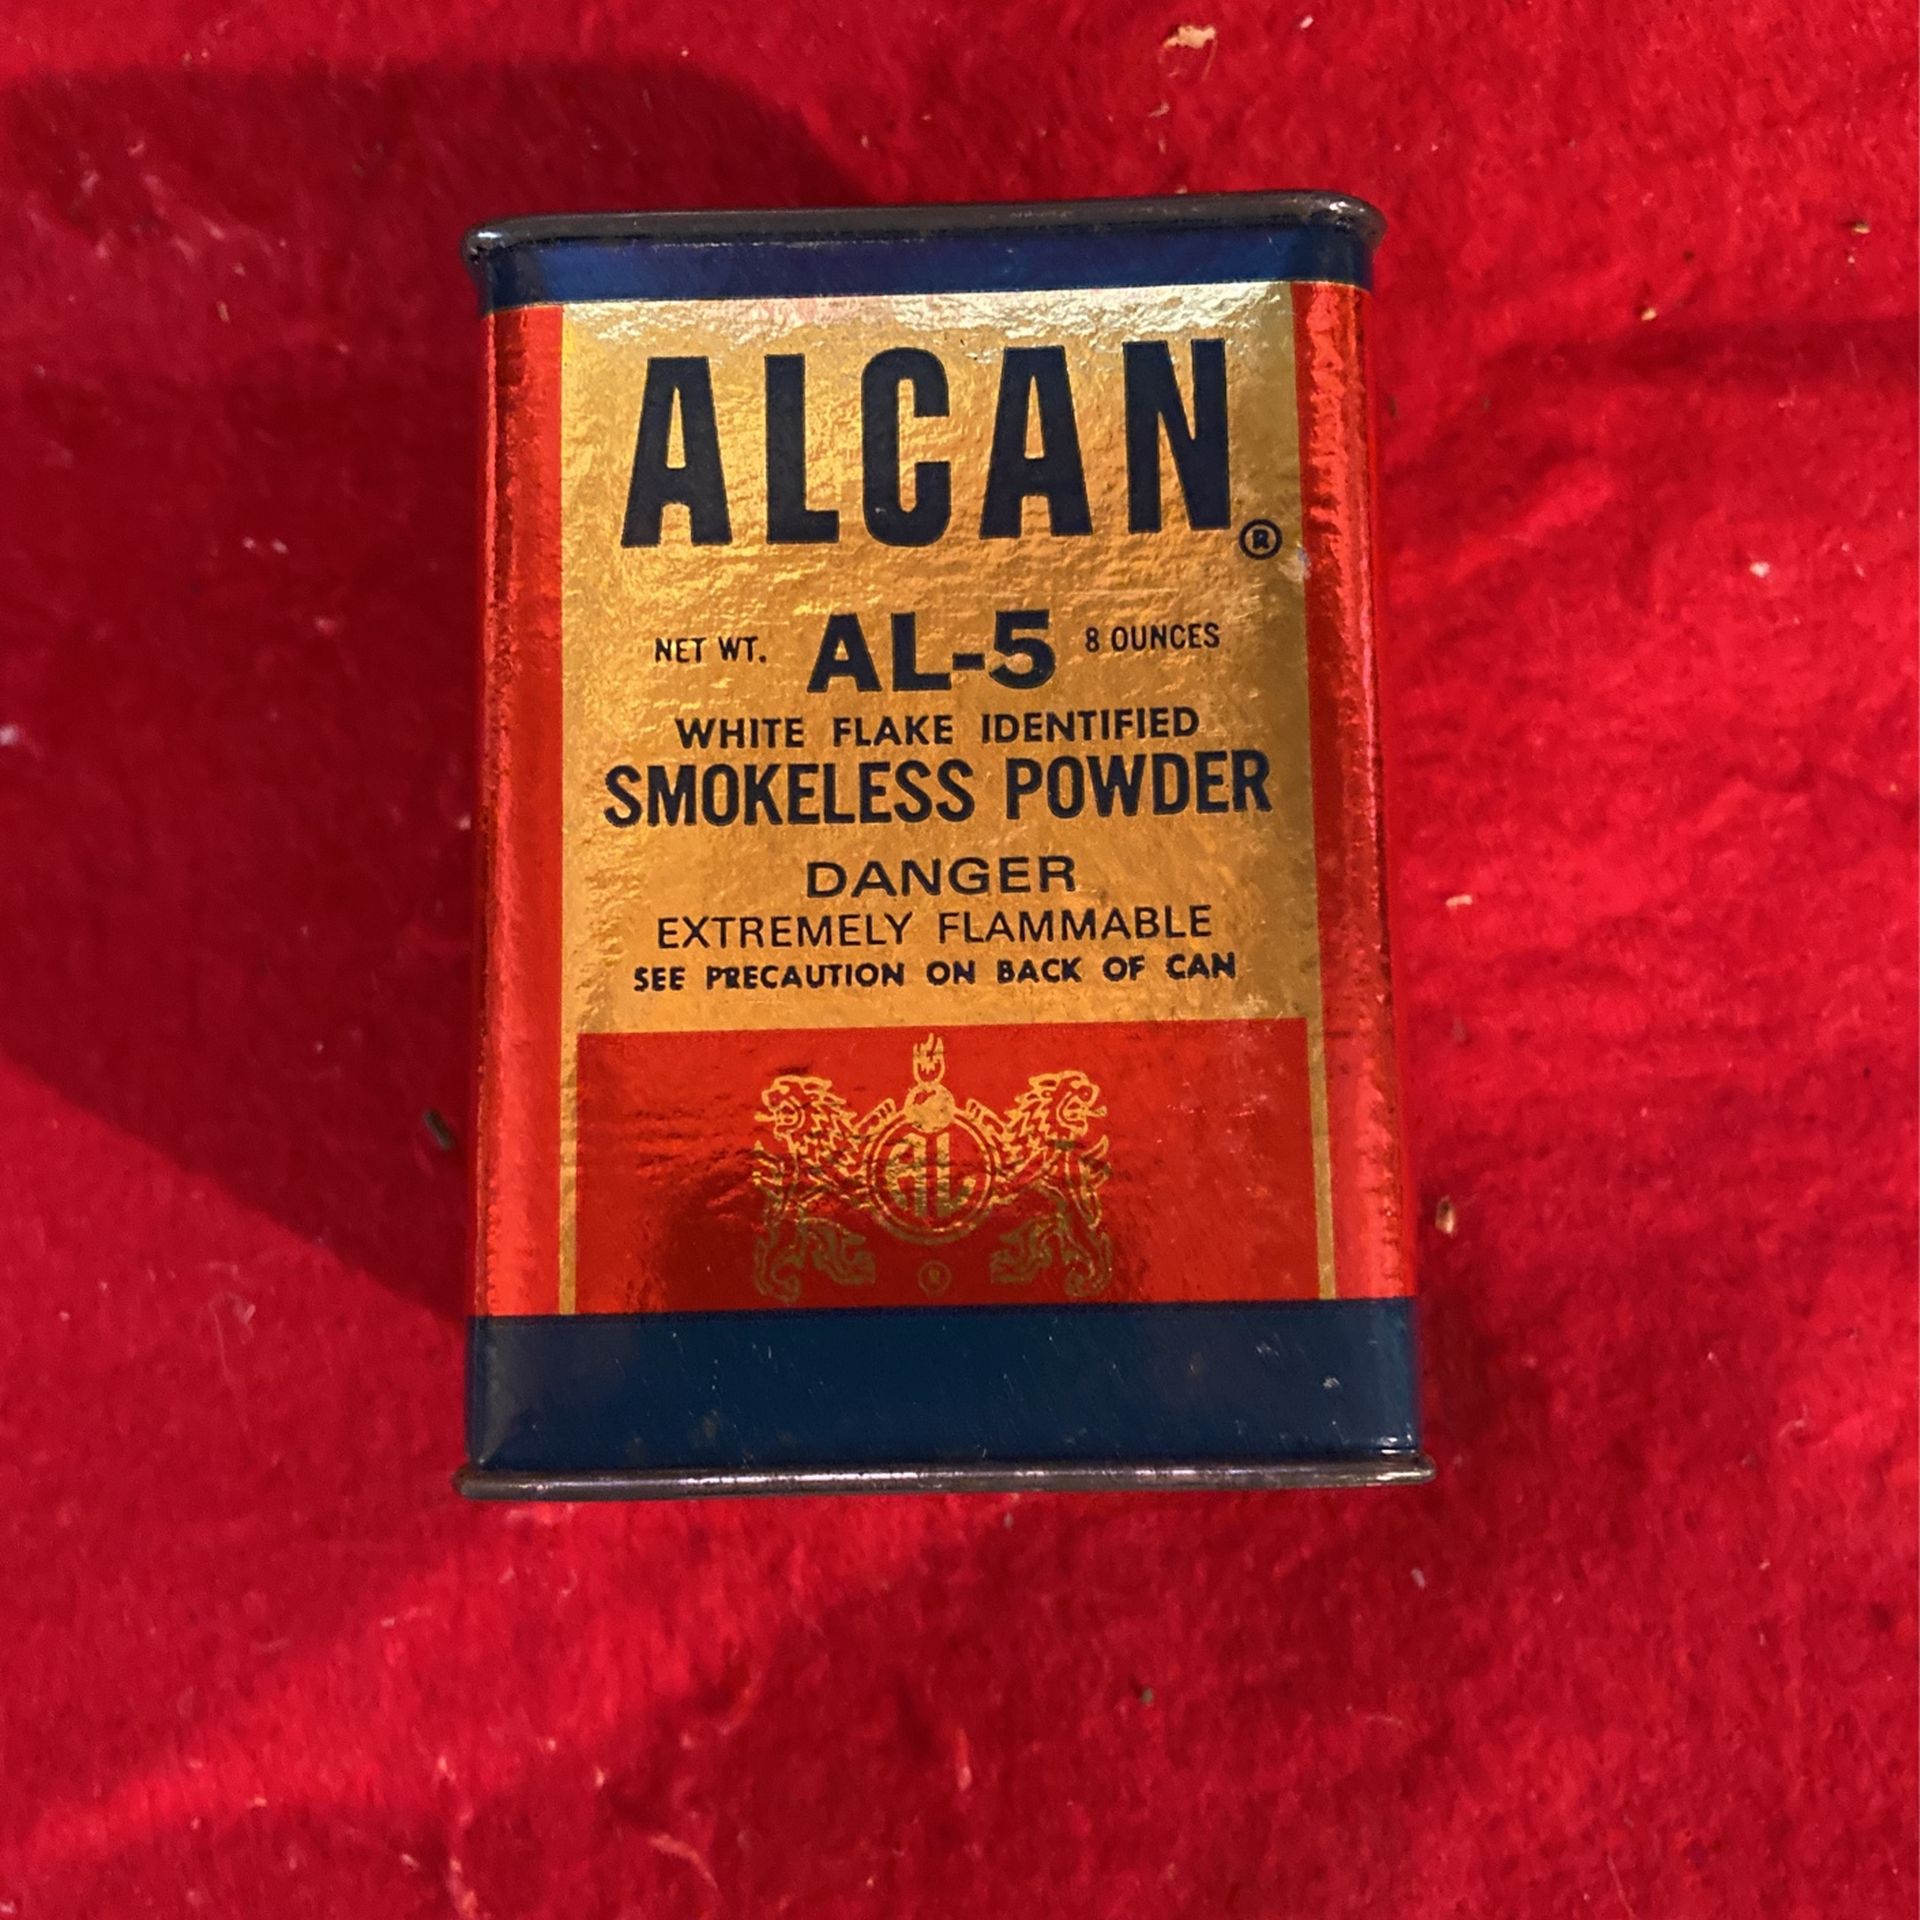 ALCAN®
NET WT. AL-5 8 OUNCES
WHITE FLAKE IDENTIFIED
SMOKELESS POWDER
DANGER
EXTREMELY FLAMMABLE
SEE PRECAUTION ON BACK OF CAN
AL
®